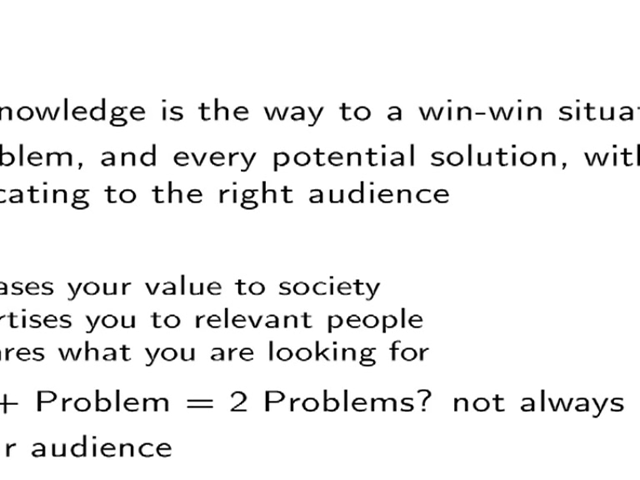 nowledge is the way to a win-win situa
blem, and every potential solution, wit
cating to the right audience
ases your value to society
rtises you to relevant people
ares what you are looking for
+ Problem = 2 Problems? not always
r audience